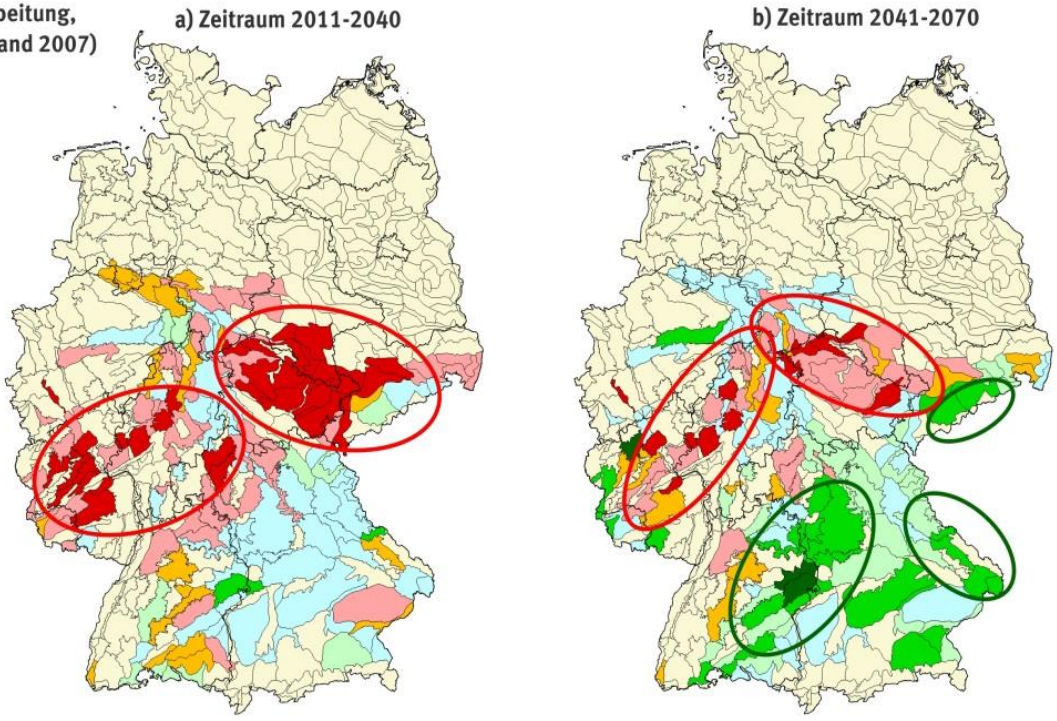 beitung,
and 2007)
a) Zeitraum 2011-2040
b) Zeitraum 2041-2070